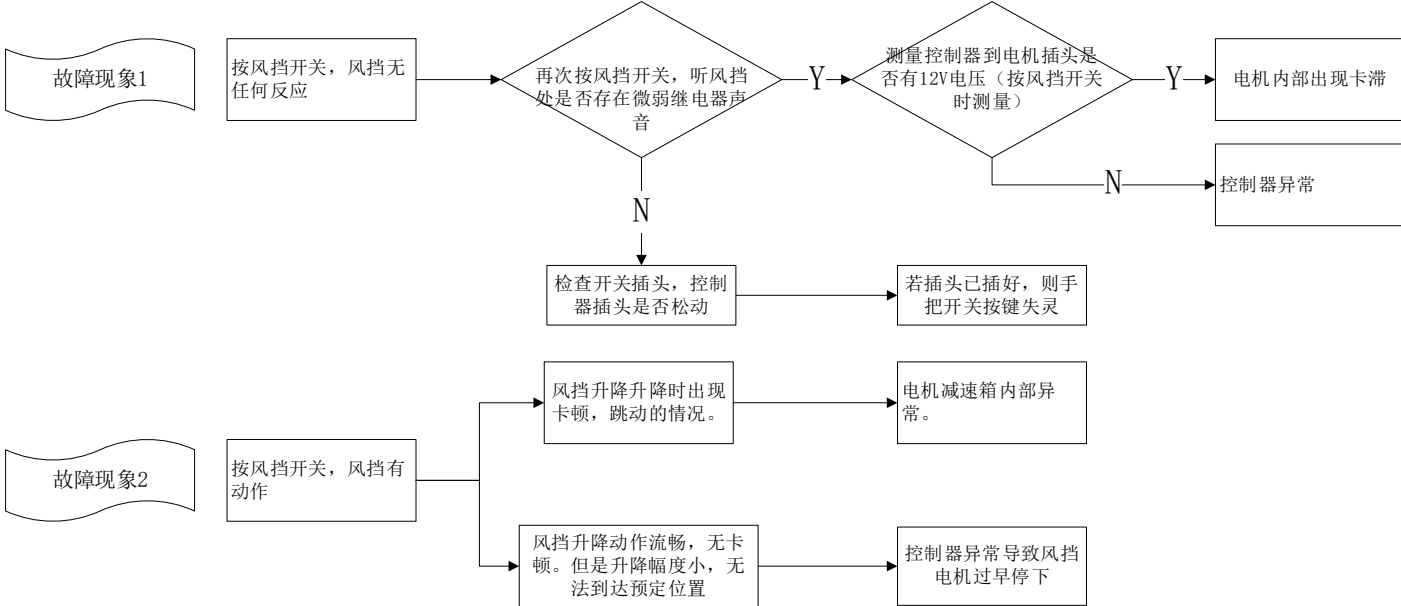 故障现象1
按风挡开关，风挡无
任何反应
再次按风挡开关，听风挡
处是否存在微弱继电器声
音
Y
测量控制器到电机插头是
否有12V电压（按风挡开关
时测量）
Y
电机内部出现卡滞
N
控制器异常
N
检查开关插头，控制
器插头是否松动
若插头已插好，则手
把开关按键失灵
故障现象2
按风挡开关，风挡有
动作
风挡升降升降时出现
卡顿，跳动的情况。
电机减速箱内部异
常。
风挡升降动作流畅，无卡
顿。但是升降幅度小，无
法到达预定位置
控制器异常导致风挡
电机过早停下